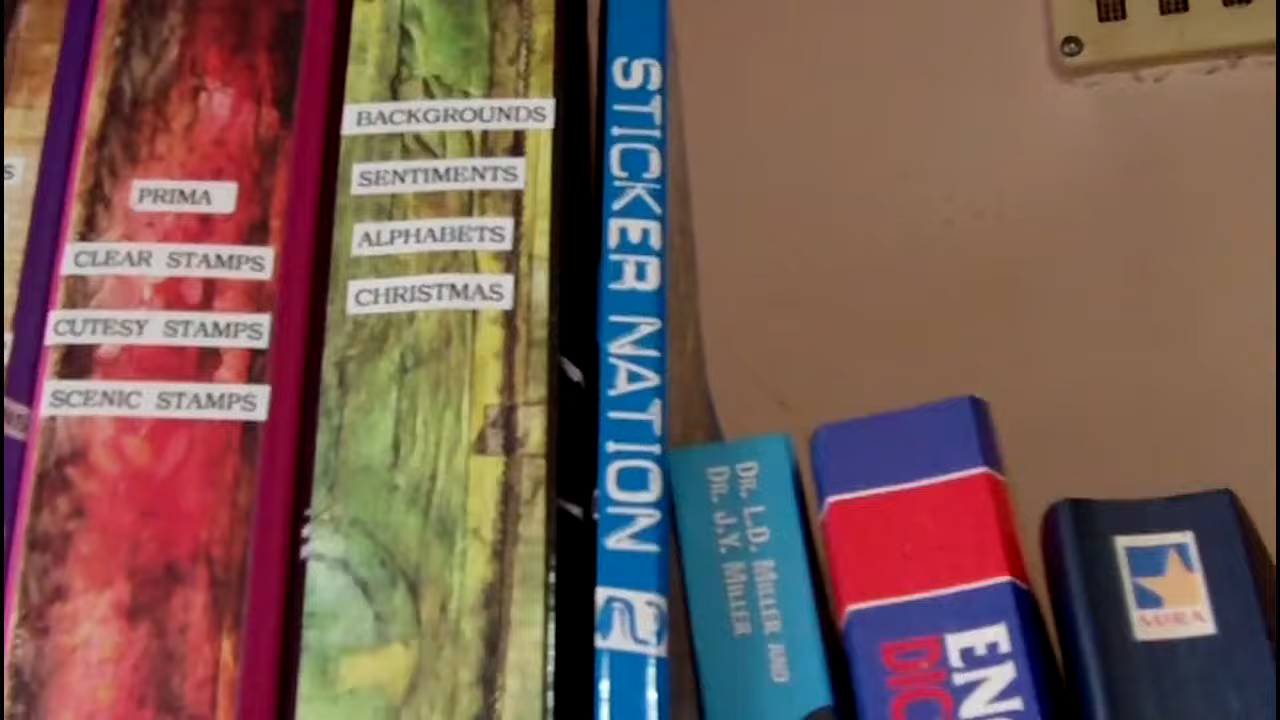 S
PRIMA
CLEAR STAMPS
CUTESY STAMPS
SCENIC STAMPS
BACKGROUNDS
SENTIMENTS
ALPHABETS
CHRISTMAS
STICKER NATION 2
DR. L.D. MILLER AND
DR. J.Y. MILLER
ENG
DIC